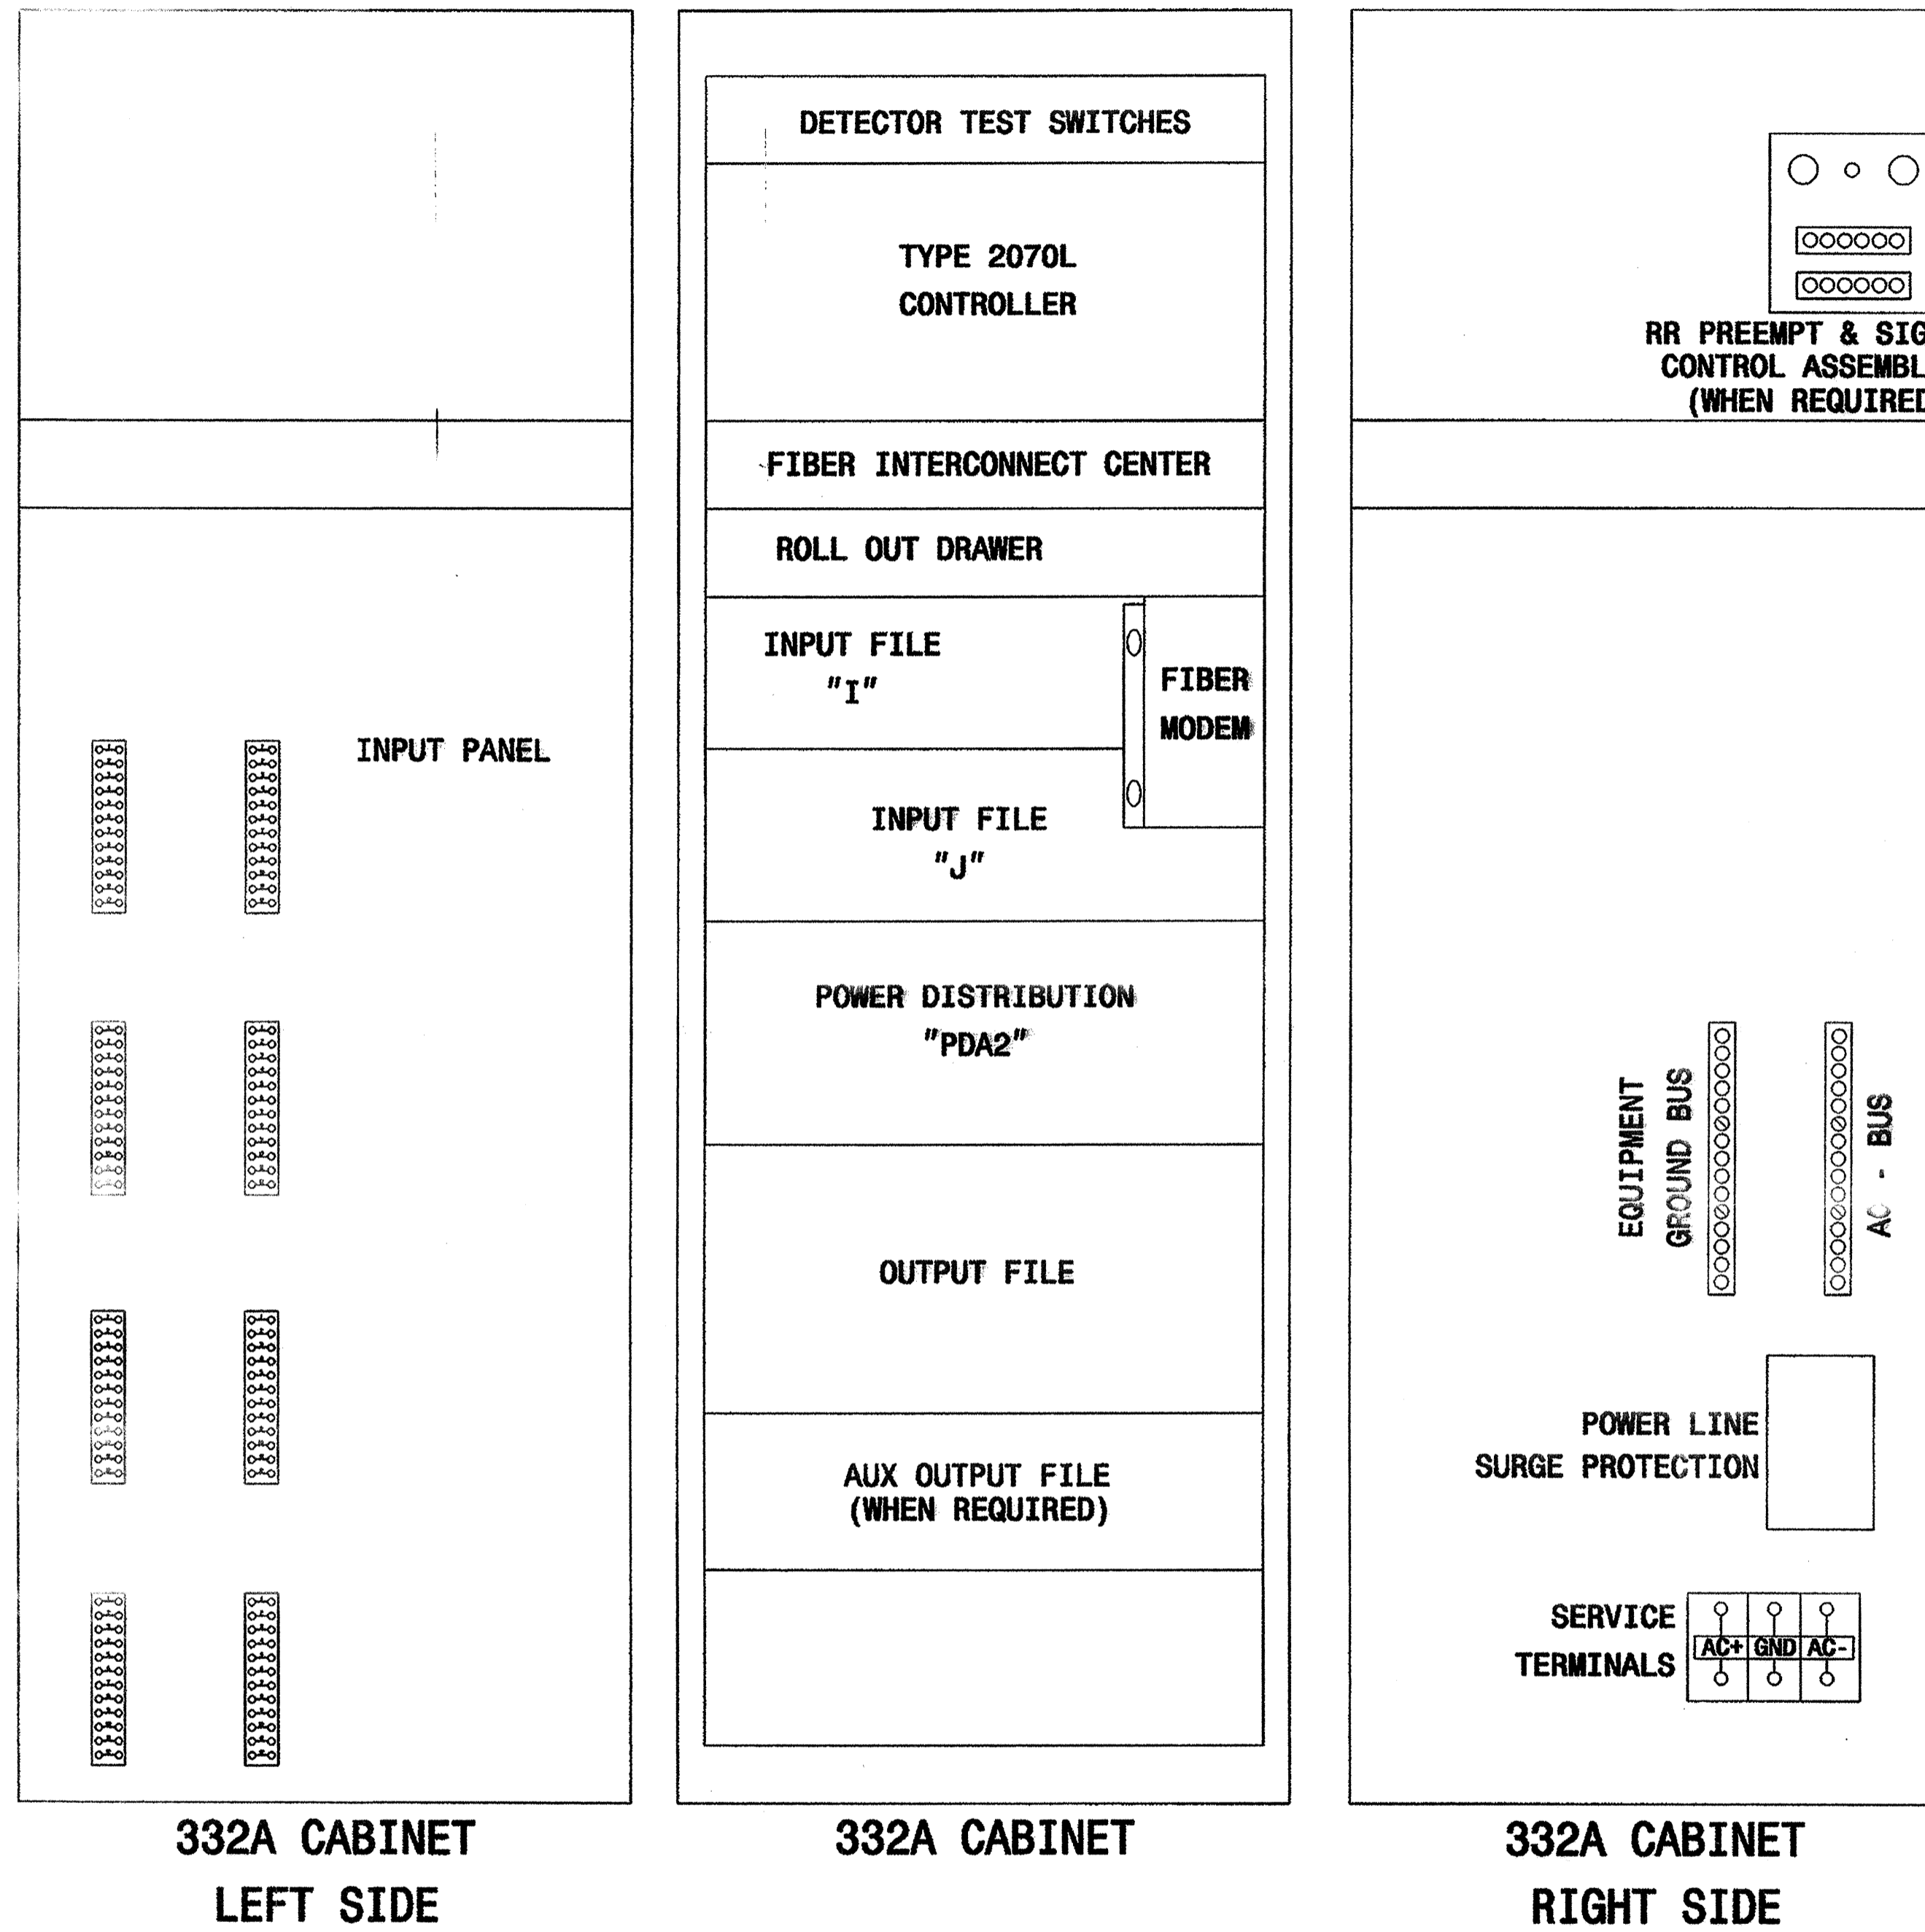 INPUT PANEL
332A CABINET
LEFT SIDE
DETECTOR TEST SWITCHES
TYPE 2070L
CONTROLLER
FIBER INTERCONNECT CENTER
ROLL OUT DRAWER
INPUT FILE
"I"
FIBER
MODEM
INPUT FILE
"J"
POWER DISTRIBUTION
"PDA2"
OUTPUT FILE
AUX OUTPUT FILE
(WHEN REQUIRED)
332A CABINET
RR PREEMPT & SIG
CONTROL ASSEMBL
(WHEN REQUIRED
EQUIPMENT
GROUND BUS
AC - BUS
POWER LINE
SURGE PROTECTION
SERVICE
TERMINALS
AC+ GND AC-
332A CABINET
RIGHT SIDE